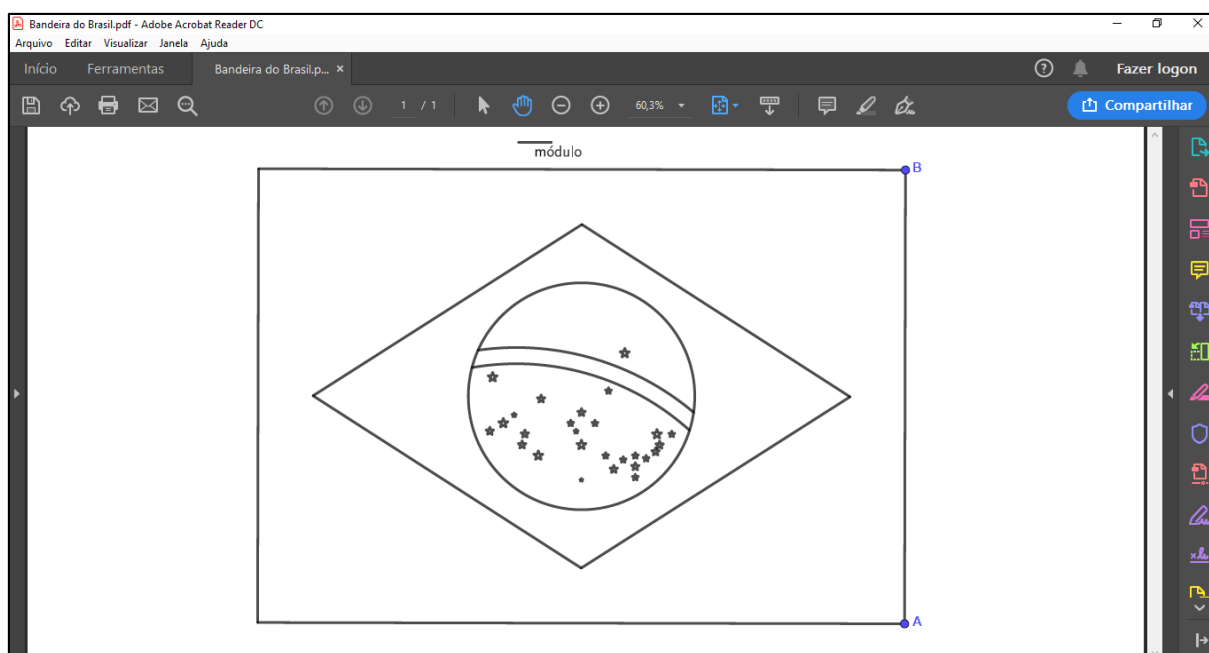 Bandeira do Brasil.pdf - Adobe Acrobat Reader DC
Arquivo Editar Visualizar Janela Ajuda
Início Ferramentas Bandeira do Brasil.p... Fazer logon
1 / 1 60,3% Compartilhar
módulo
B
A